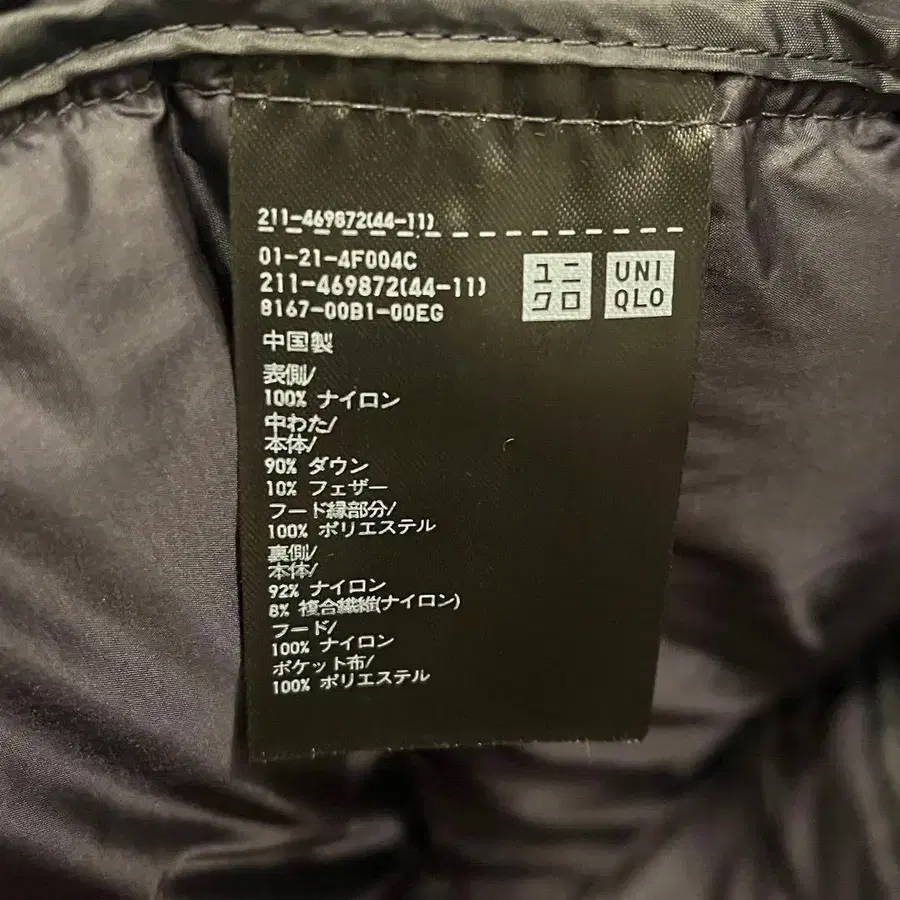 211-469872(44-11)
01-21-4F004C
211-469872(44-11)
8167-00B1-00EG
ユニ
クロ
UNI
QLO
中国製
表側/
100% ナイロン
中わた/
本体/
90% ダウン
10% フェザー
フード縁部分/
100% ポリエステル
裏側/
本体/
92% ナイロン
8% 複合繊維(ナイロン)
フード/
100% ナイロン
ポケット布/
100% ポリエステル